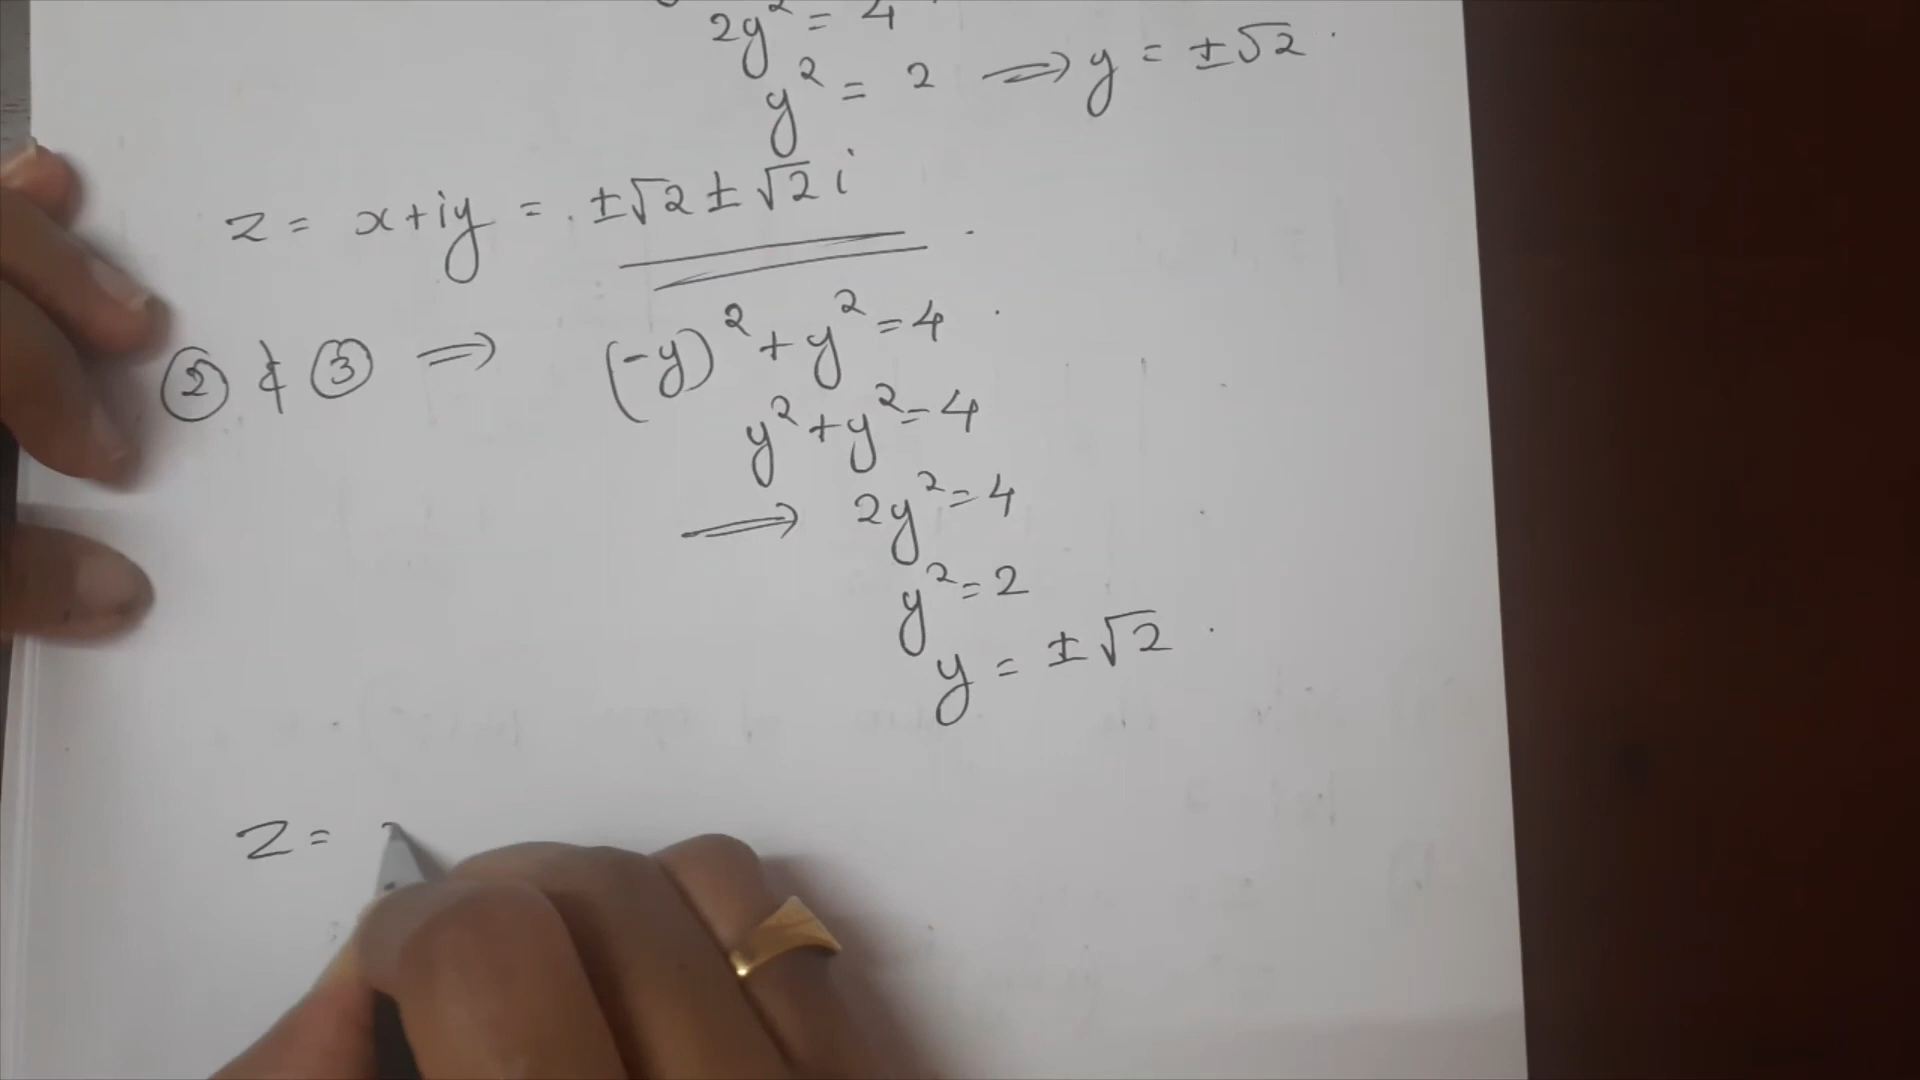 2y² = 4
y² = 2 ⟹ y = ±√2.
z = x+iy = ±√2 ± √2 i
② & ③ ⟹ (-y)² + y² = 4
y² + y² = 4
⟹ 2y² = 4
y² = 2
y = ±√2
z =